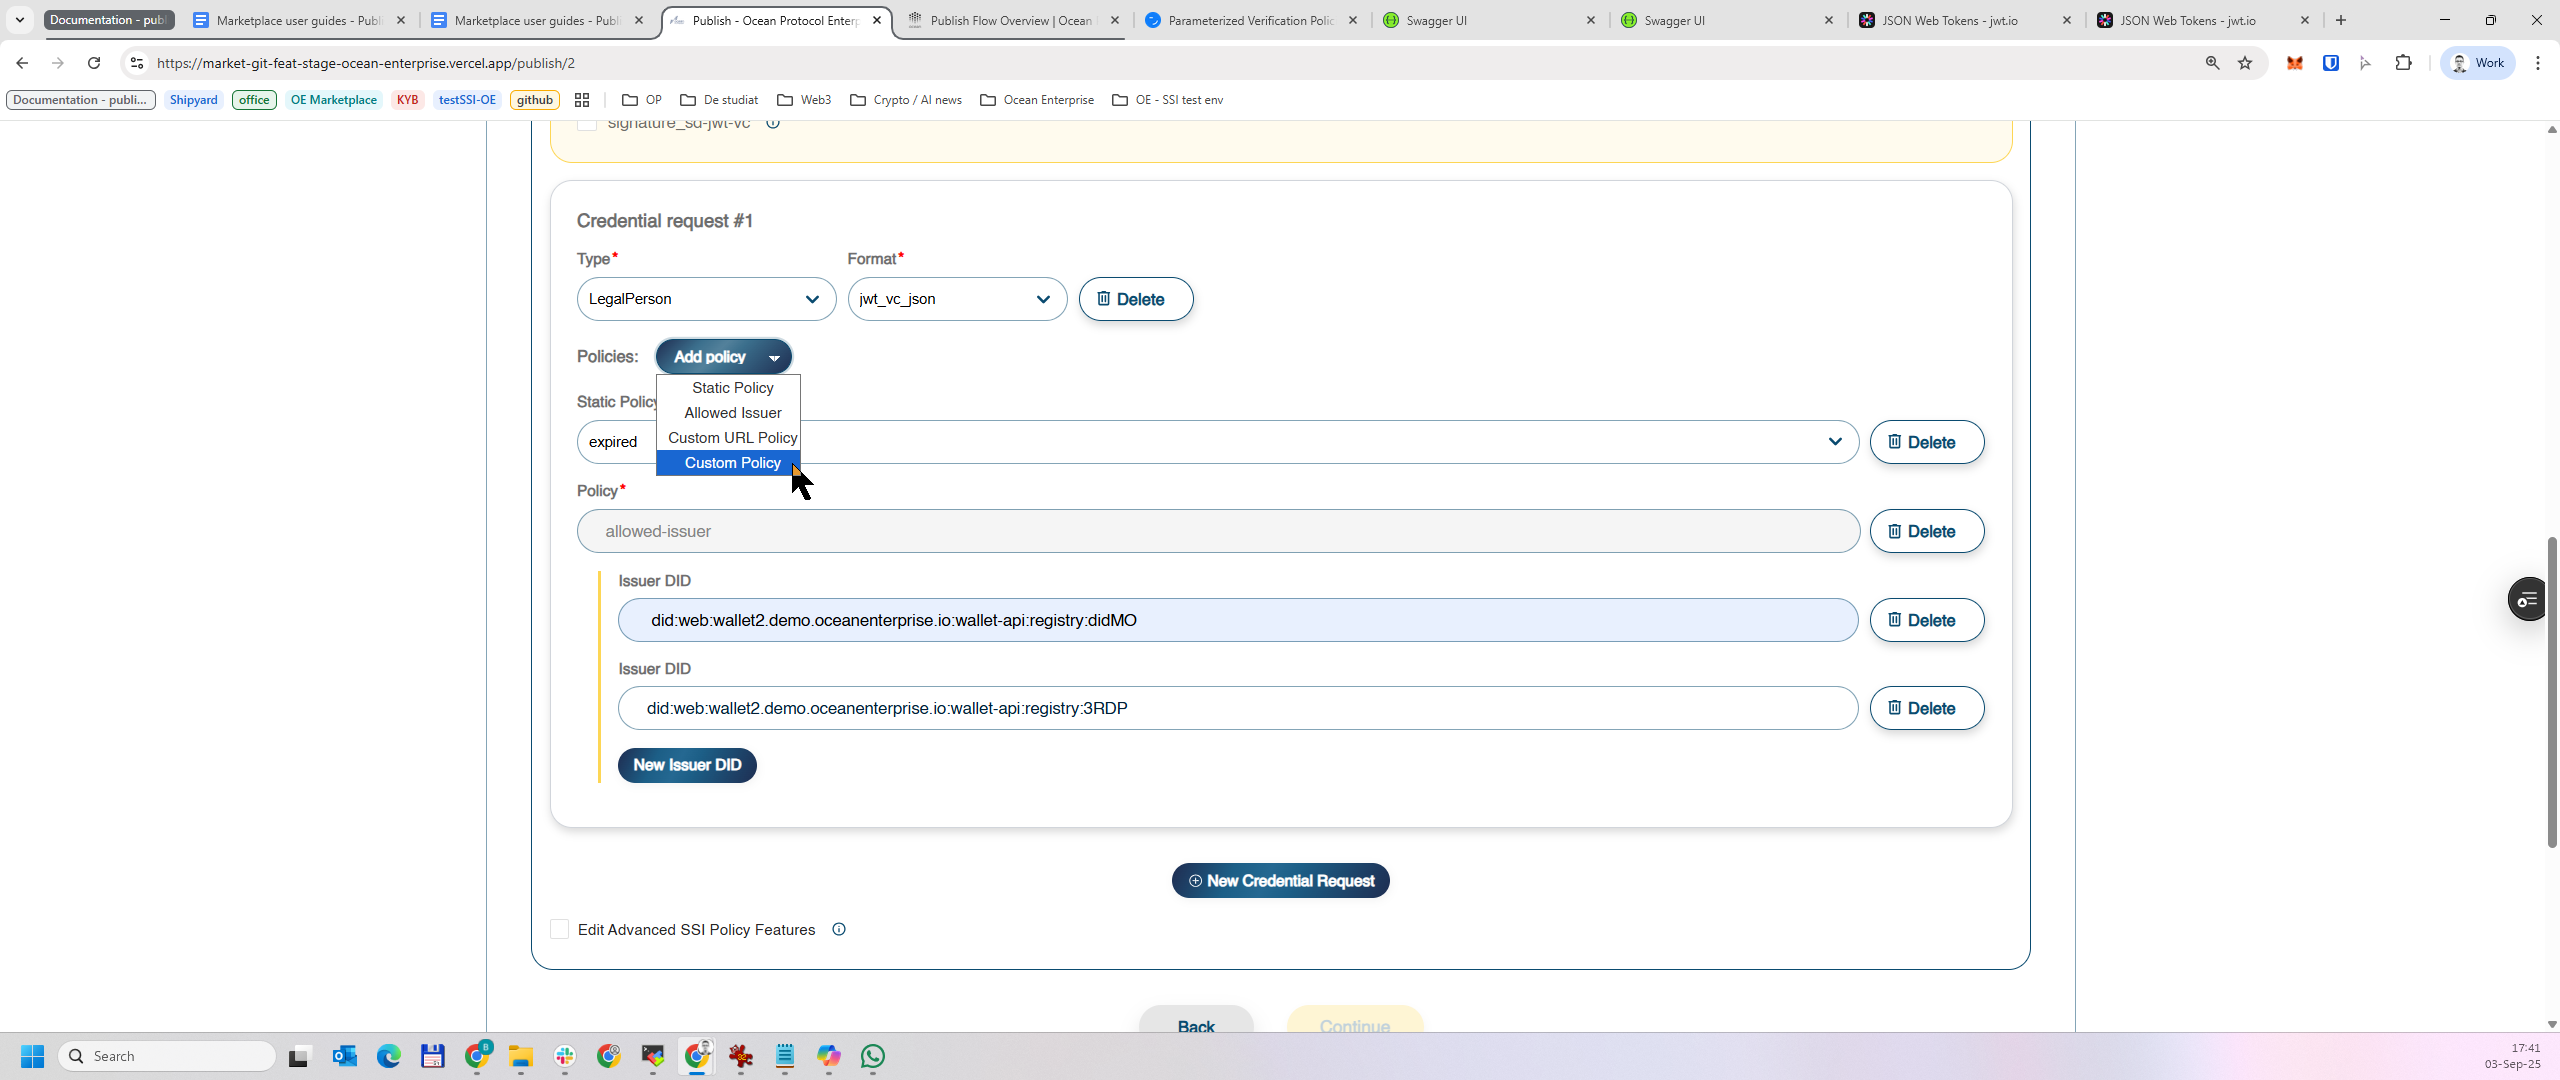 Documentation - publ
Marketplace user guides - Publ
Marketplace user guides - Publ
Publish - Ocean Protocol Enterp
Publish Flow Overview | Ocean
Parameterized Verification Polic
Swagger UI
Swagger UI
JSON Web Tokens - jwt.io
JSON Web Tokens - jwt.io
https://market-git-feat-stage-ocean-enterprise.vercel.app/publish/2
Work
Documentation - publi...
Shipyard
office
OE Marketplace
KYB
testSSI-OE
github
OP
De studiat
Web3
Crypto / AI news
Ocean Enterprise
OE - SSI test env
signature_sd-jwt-vc
Credential request #1
Type*
Format*
LegalPerson
jwt_vc_json
Delete
Policies:
Add policy
Static Policy
Allowed Issuer
Custom URL Policy
Custom Policy
Static Policy
expired
Delete
Policy*
allowed-issuer
Delete
Issuer DID
did:web:wallet2.demo.oceanenterprise.io:wallet-api:registry:didMO
Delete
Issuer DID
did:web:wallet2.demo.oceanenterprise.io:wallet-api:registry:3RDP
Delete
New Issuer DID
New Credential Request
Edit Advanced SSI Policy Features
Back
Continue
Search
17:41
03-Sep-25